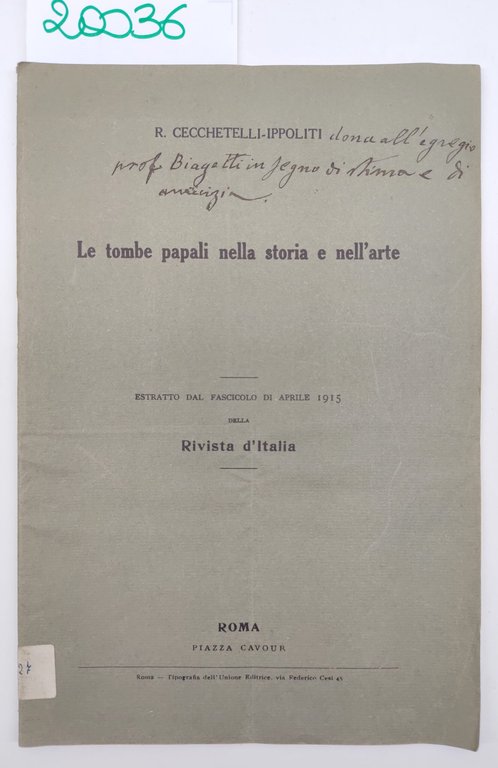 20036
R. CECCHETELLI-IPPOLITI dona all'egregio
prof. Biagetti in segno di stima e di
amicizia.
Le tombe papali nella storia e nell'arte
ESTRATTO DAL FASCICOLO DI APRILE 1915
DELLA
Rivista d'Italia
ROMA
PIAZZA CAVOUR
27
Roma — Tipografia dell'Unione Editrice, via Federico Cesi 45